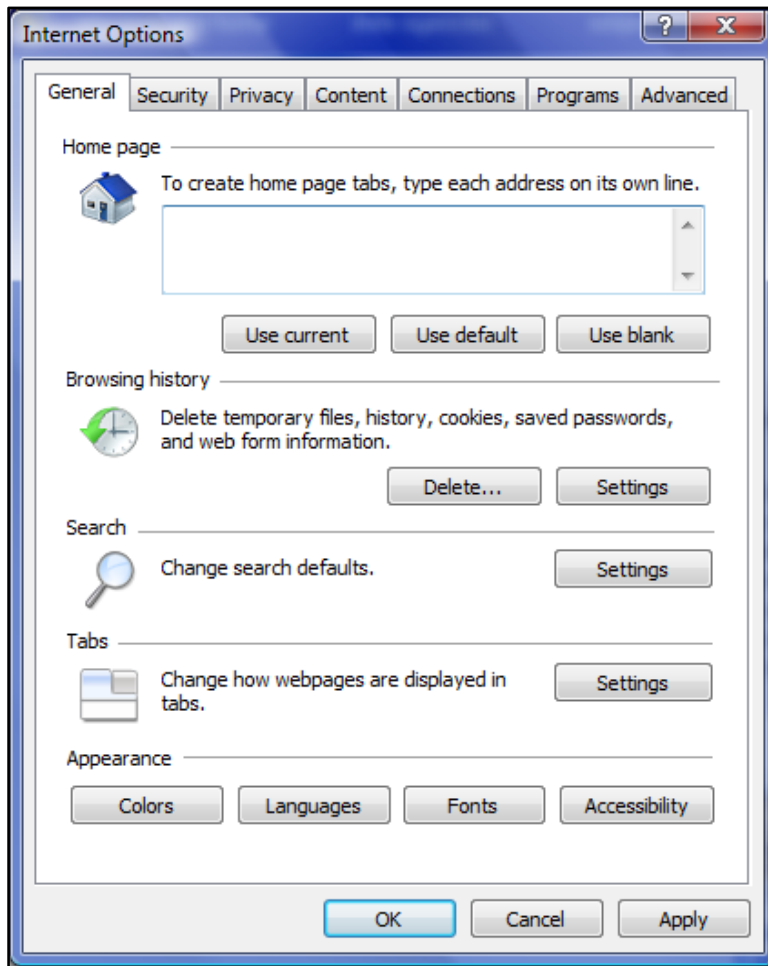 Internet Options
? X
General Security Privacy Content Connections Programs Advanced
Home page
To create home page tabs, type each address on its own line.
Use current Use default Use blank
Browsing history
Delete temporary files, history, cookies, saved passwords,
and web form information.
Delete... Settings
Search
Change search defaults. Settings
Tabs
Change how webpages are displayed in
tabs.
Settings
Appearance
Colors Languages Fonts Accessibility
OK Cancel Apply